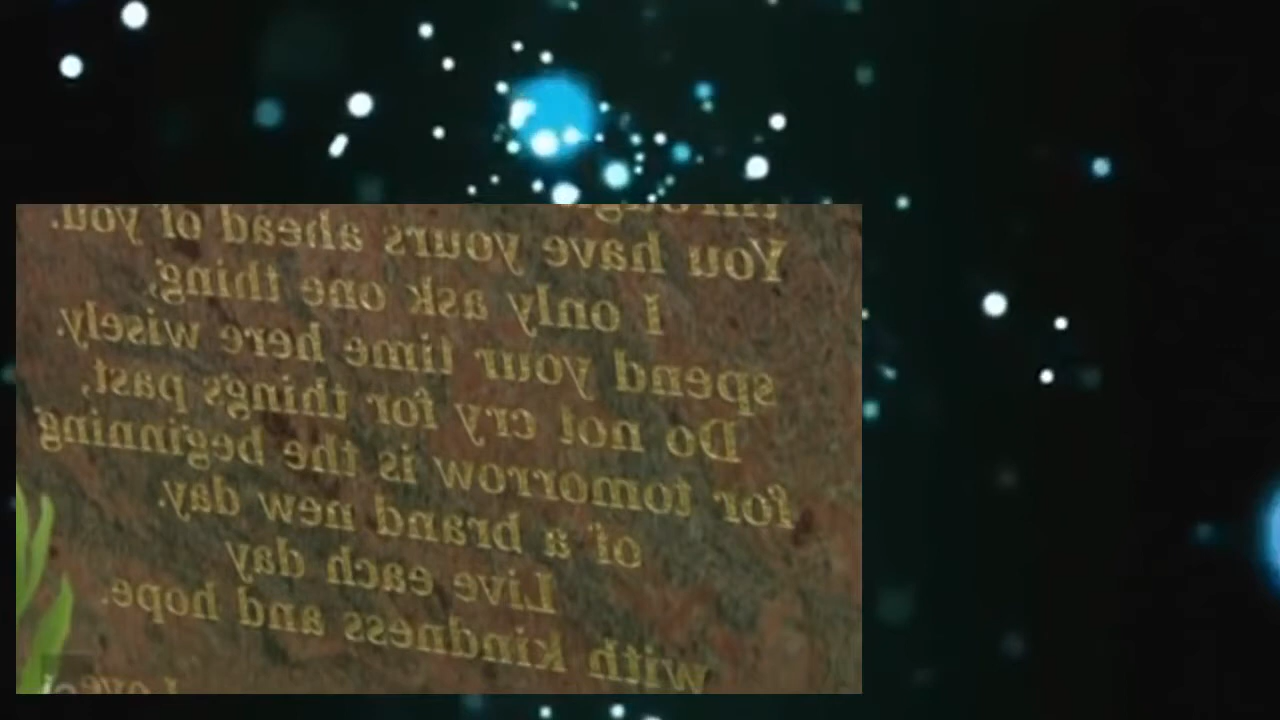 You have yours ahead of you.
I only ask one thing,
spend your time here wisely.
Do not cry for things past,
for tomorrow is the beginning
of a brand new day.
Live each day
with kindness and hope.